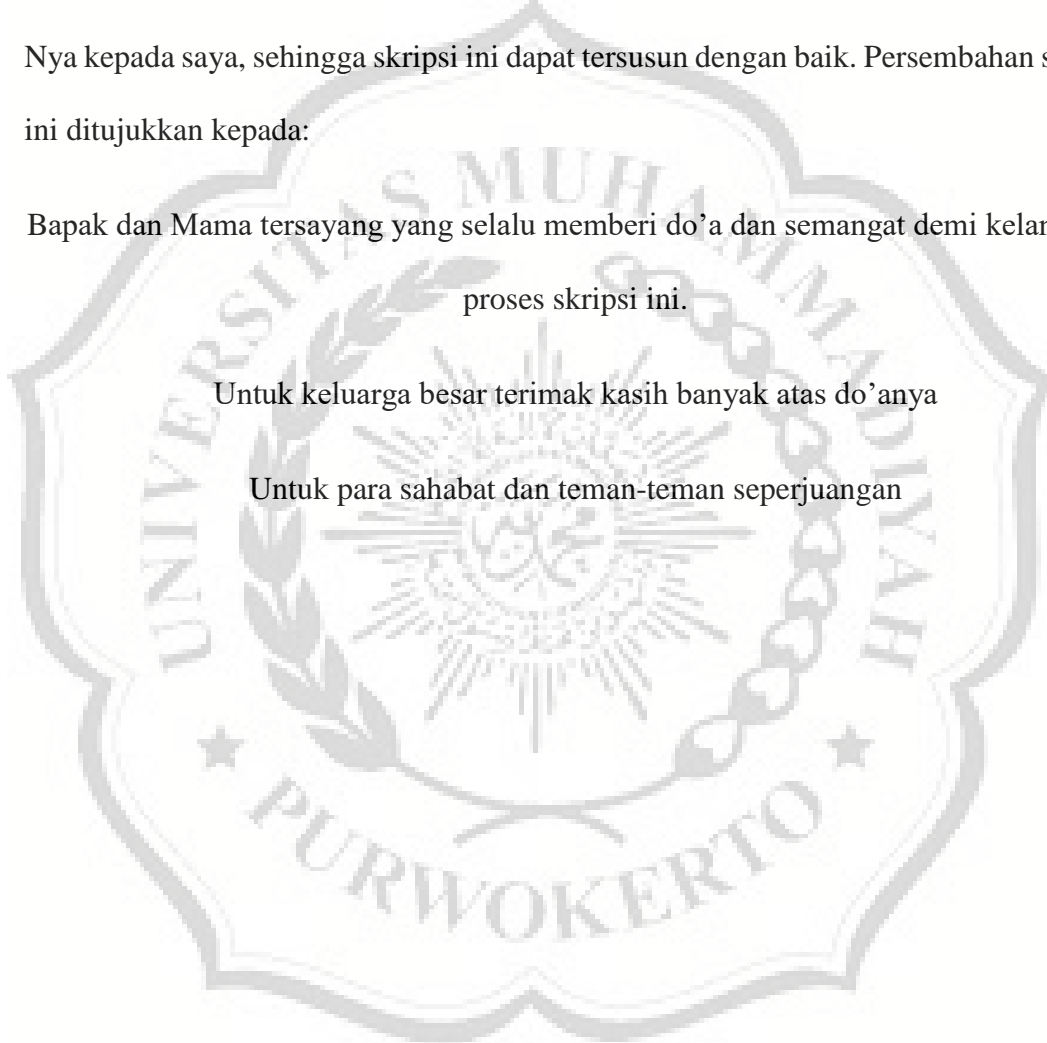 Nya kepada saya, sehingga skripsi ini dapat tersusun dengan baik. Persembahan
ini ditujukkan kepada:
Bapak dan Mama tersayang yang selalu memberi do’a dan semangat demi
proses skripsi ini.
Untuk keluarga besar terimak kasih banyak atas do’anya
Untuk para sahabat dan teman-teman seperjuangan
UNIVERSITAS MUHAMMADIYAH
PURWOKERTO